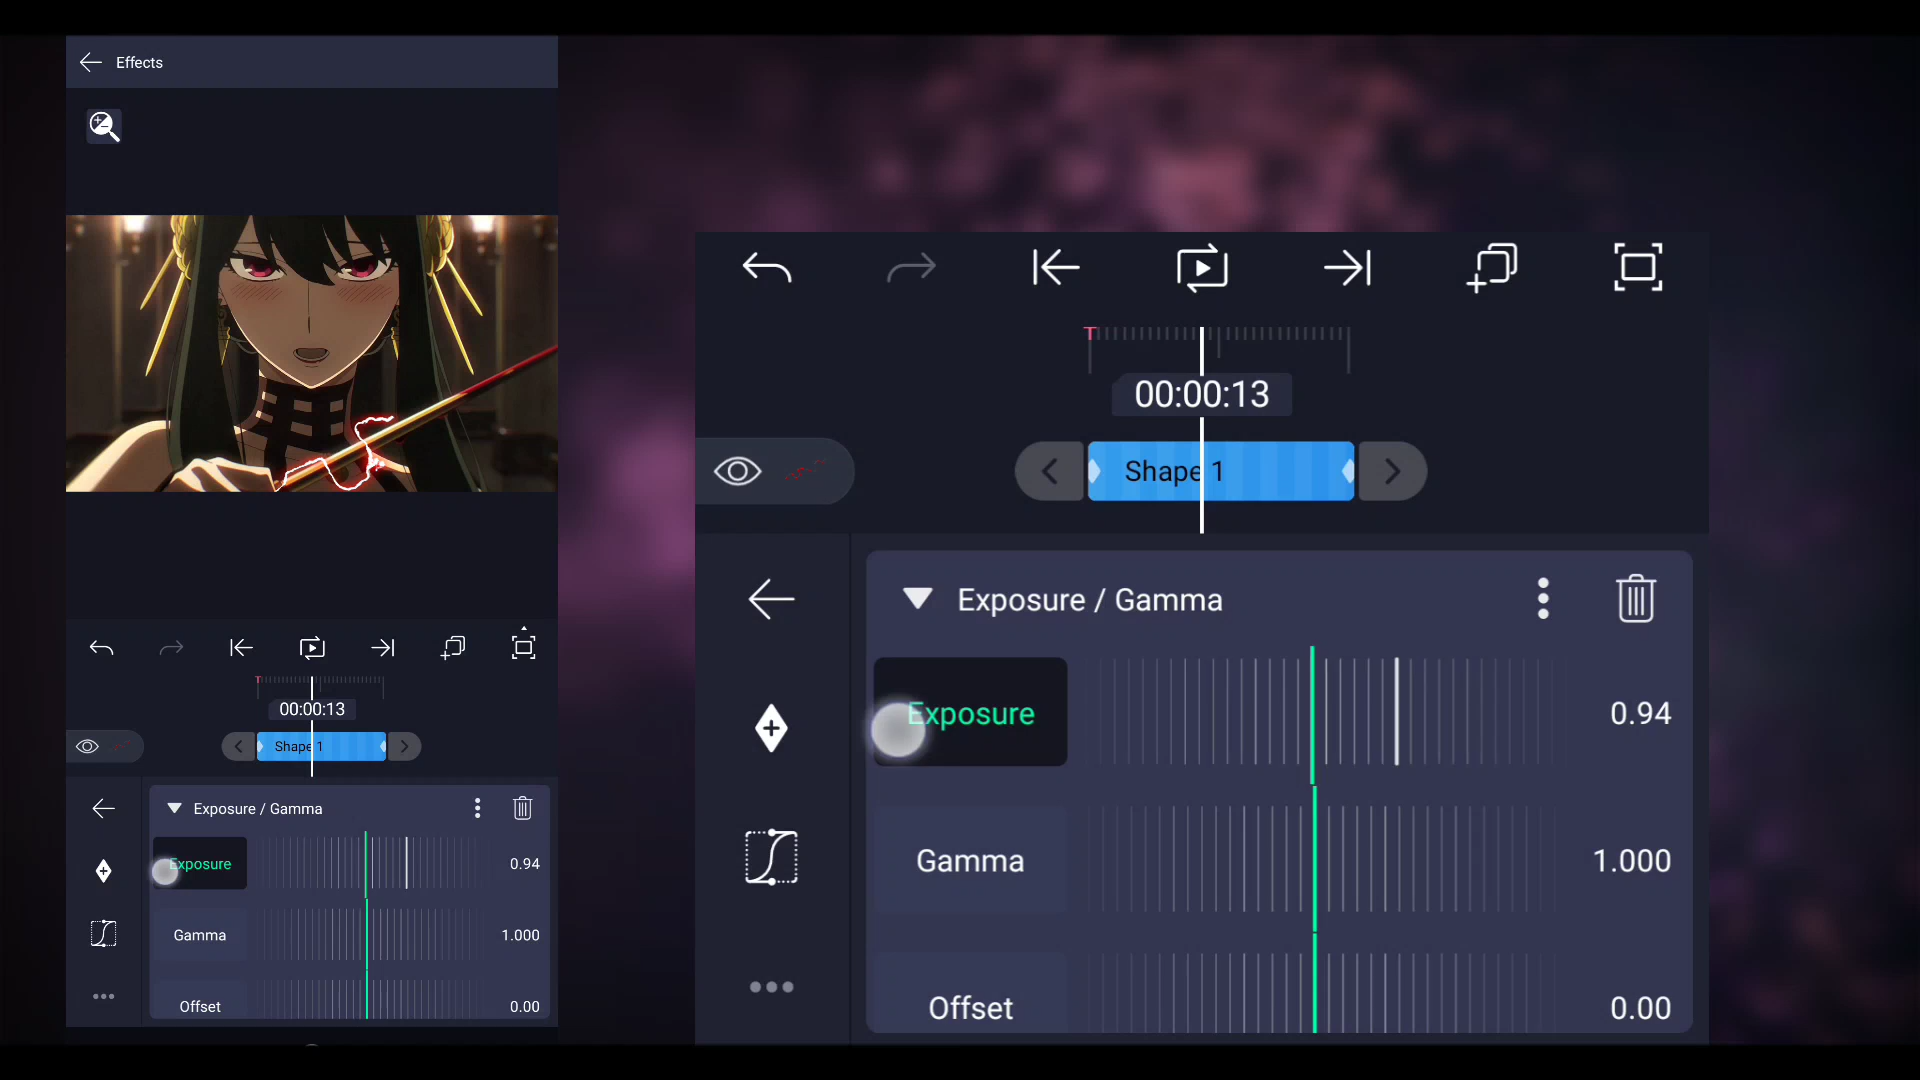 Effects
00:00:13
Shape 1
Exposure / Gamma
Exposure
0.94
Gamma
1.000
Offset
0.00
T
00:00:13
Shape 1
Exposure / Gamma
Exposure
0.94
Gamma
1.000
Offset
0.00